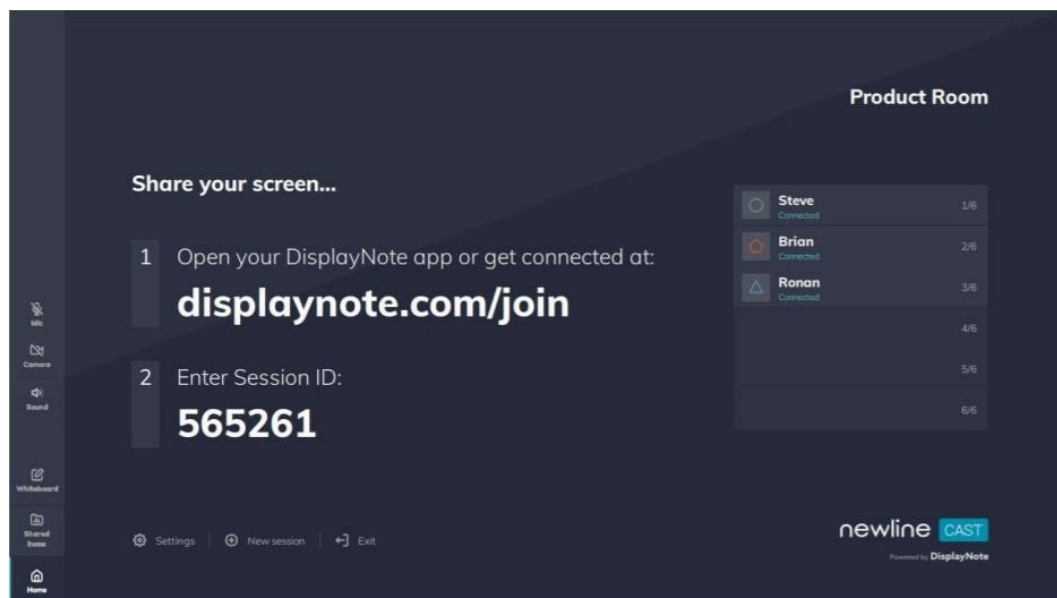 Product Room
Share your screen...
1 Open your DisplayNote app or get connected at:
displaynote.com/join
2 Enter Session ID:
565261
Steve 1/6
Connected
Brian 2/6
Connected
Ronan 3/6
Connected
4/6
5/6
6/6
Mic
Camera
Sound
Whiteboard
Shared
Items
Home
Settings New session Exit
newline CAST
Powered by DisplayNote